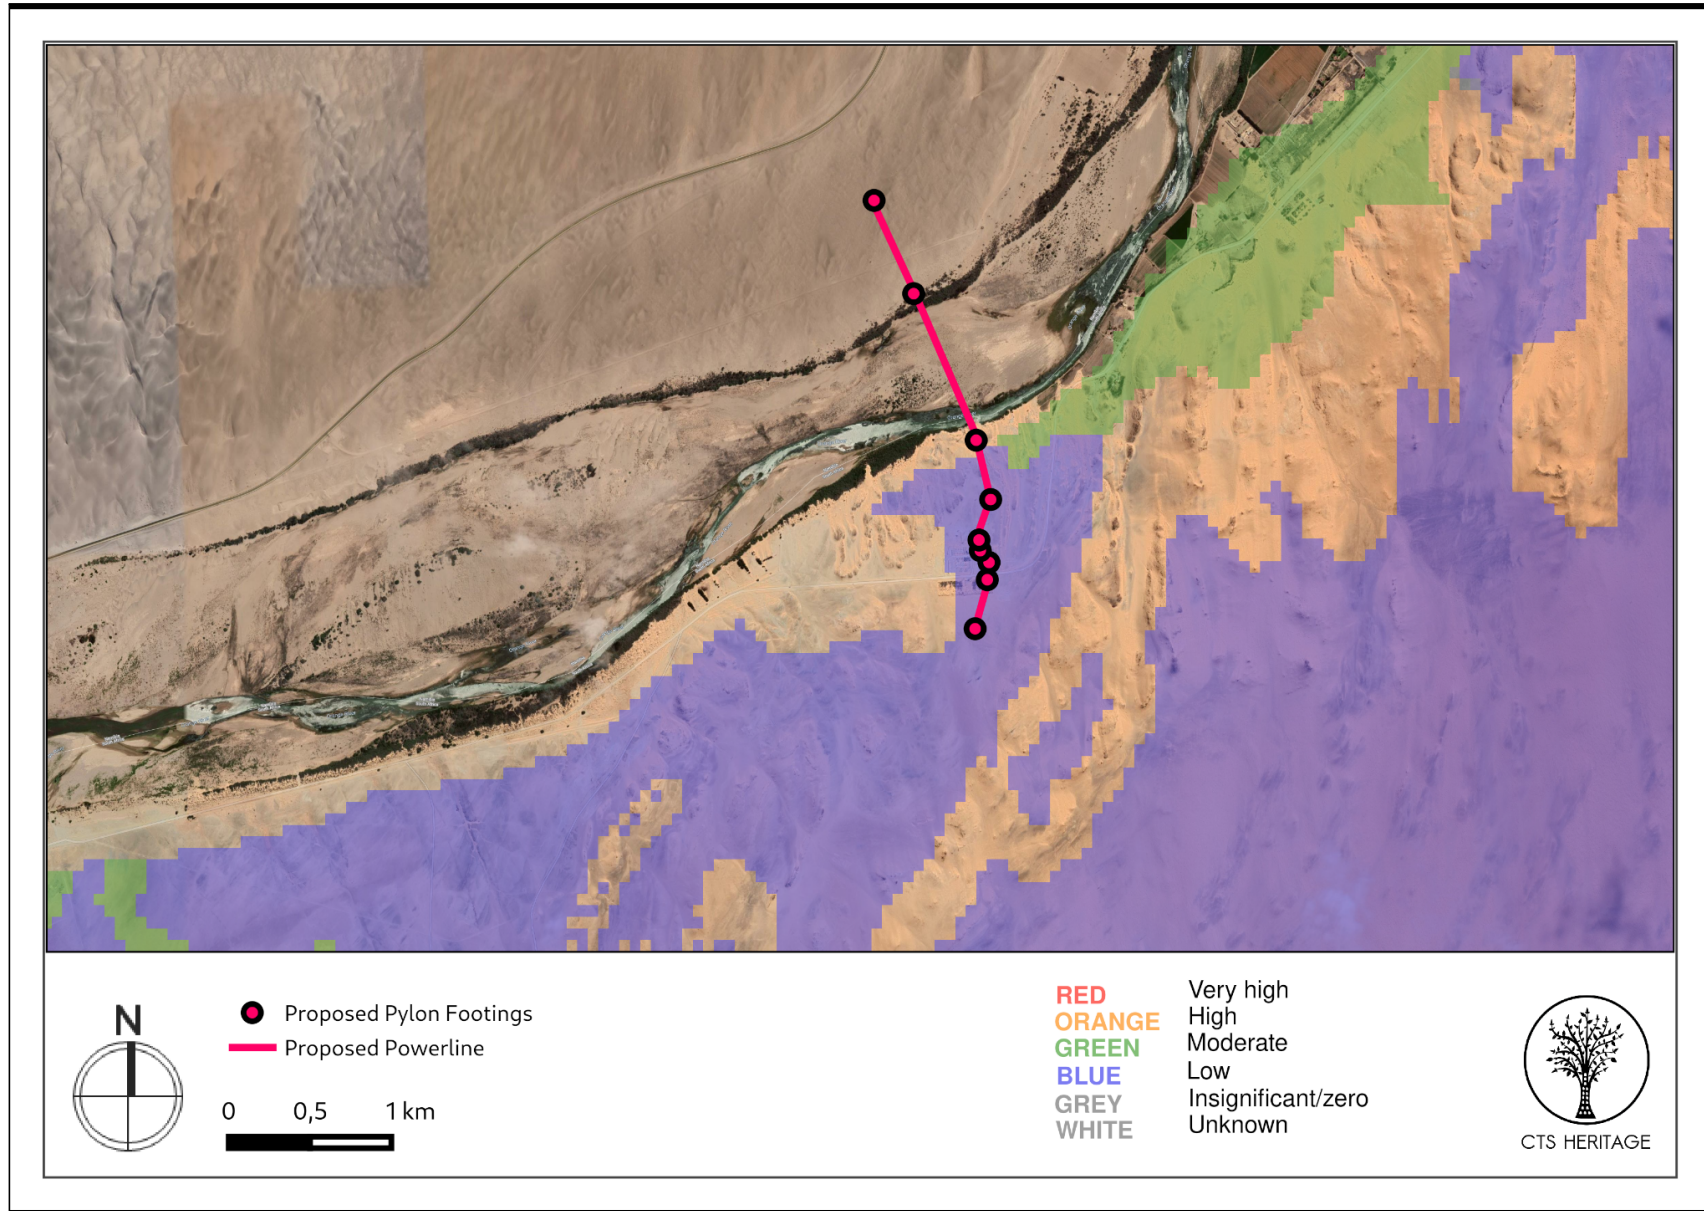 N
Proposed Pylon Footings
Proposed Powerline
0 0,5 1 km
RED Very high
ORANGE High
GREEN Moderate
BLUE Low
GREY Insignificant/zero
WHITE Unknown
CTS HERITAGE